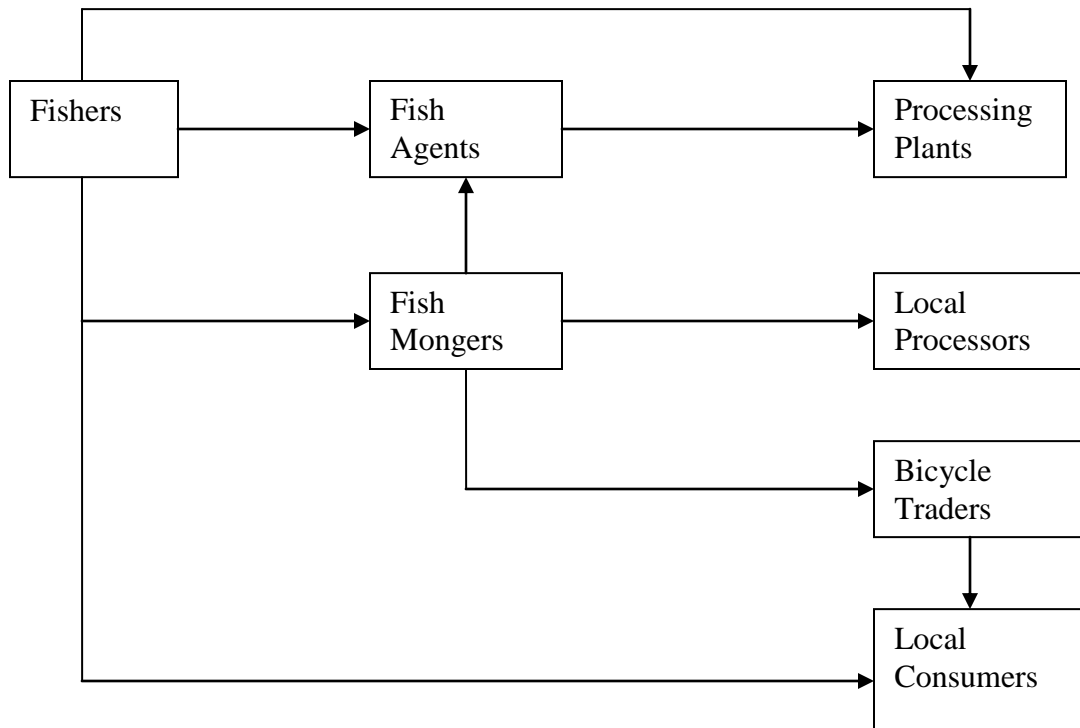 Fishers
Fish
Agents
Processing
Plants
Fish
Mongers
Local
Processors
Bicycle
Traders
Local
Consumers